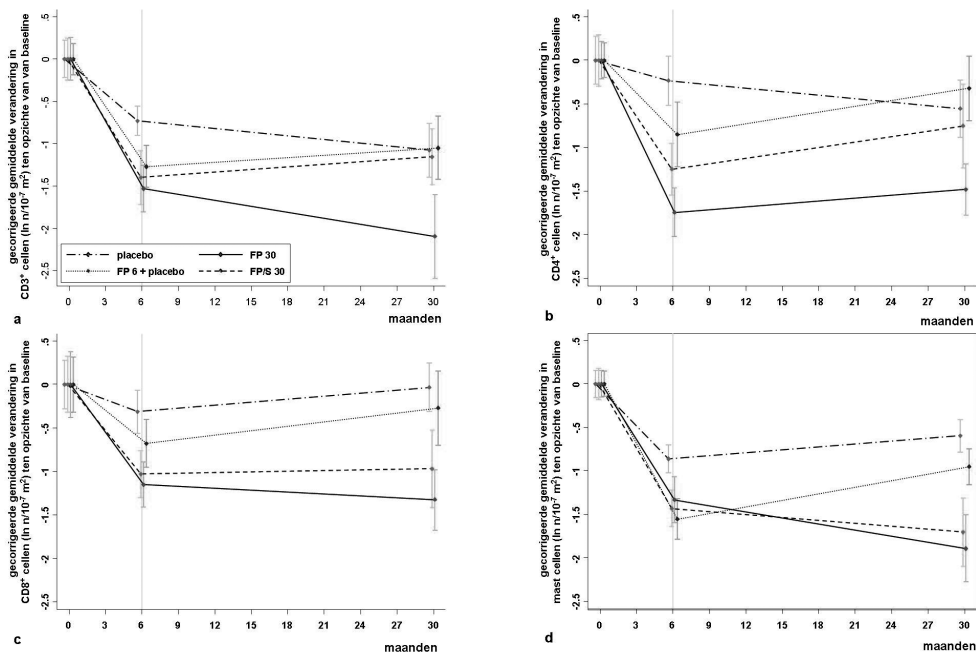 gecorrigeerde gemiddelde verandering in
CD3⁺ cellen (ln n/10⁻⁷ m²) ten opzichte van baseline
.5
0
-.5
-1
-1.5
-2
-2.5
placebo
FP 30
FP 6 + placebo
FP/S 30
0 3 6 9 12 15 18 21 24 27 30
a
maanden
gecorrigeerde gemiddelde verandering in
CD4⁺ cellen (ln n/10⁻⁷ m²) ten opzichte van baseline
.5
0
-.5
-1
-1.5
-2
-2.5
0 3 6 9 12 15 18 21 24 27 30
b
maanden
gecorrigeerde gemiddelde verandering in
CD8⁺ cellen (ln n/10⁻⁷ m²) ten opzichte van baseline
.5
0
-.5
-1
-1.5
-2
-2.5
0 3 6 9 12 15 18 21 24 27 30
c
maanden
gecorrigeerde gemiddelde verandering in
mast cellen (ln n/10⁻⁷ m²) ten opzichte van baseline
.5
0
-.5
-1
-1.5
-2
-2.5
0 3 6 9 12 15 18 21 24 27 30
d
maanden